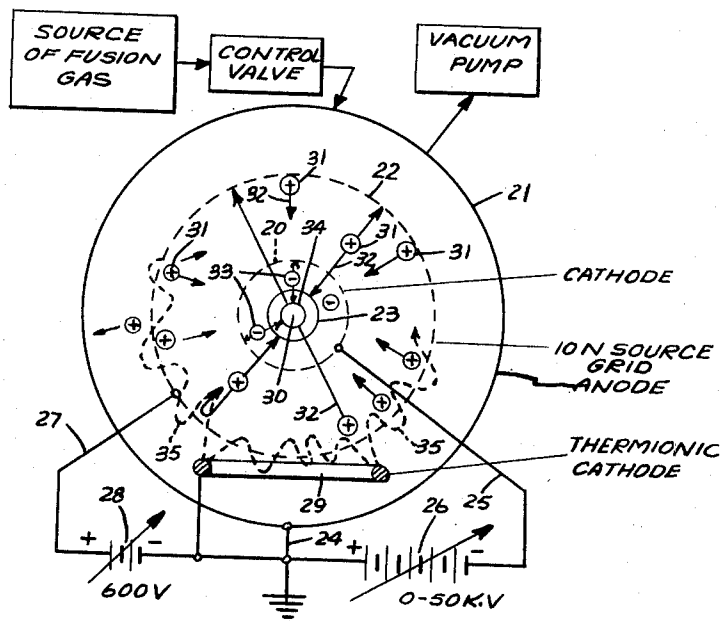 SOURCE
OF FUSION
GAS
CONTROL
VALVE
VACUUM
PUMP
31
32
22
21
20
34
31
32
31
31
33
CATHODE
23
ION SOURCE
GRID
ANODE
27
35
30
32
35
THERMIONIC
CATHODE
29
25
28
24
26
+
-
+
-
600V
0-50K.V